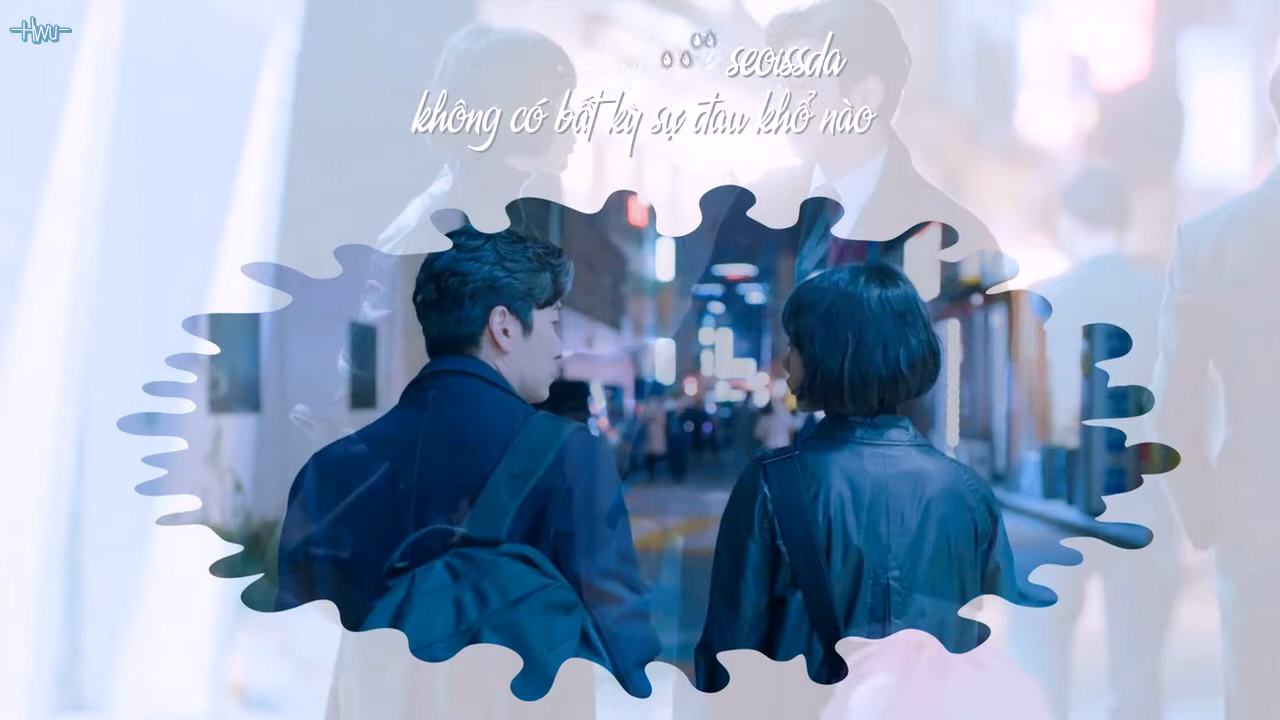 Hwu
seoissda
không có bất kỳ sự đau khổ nào